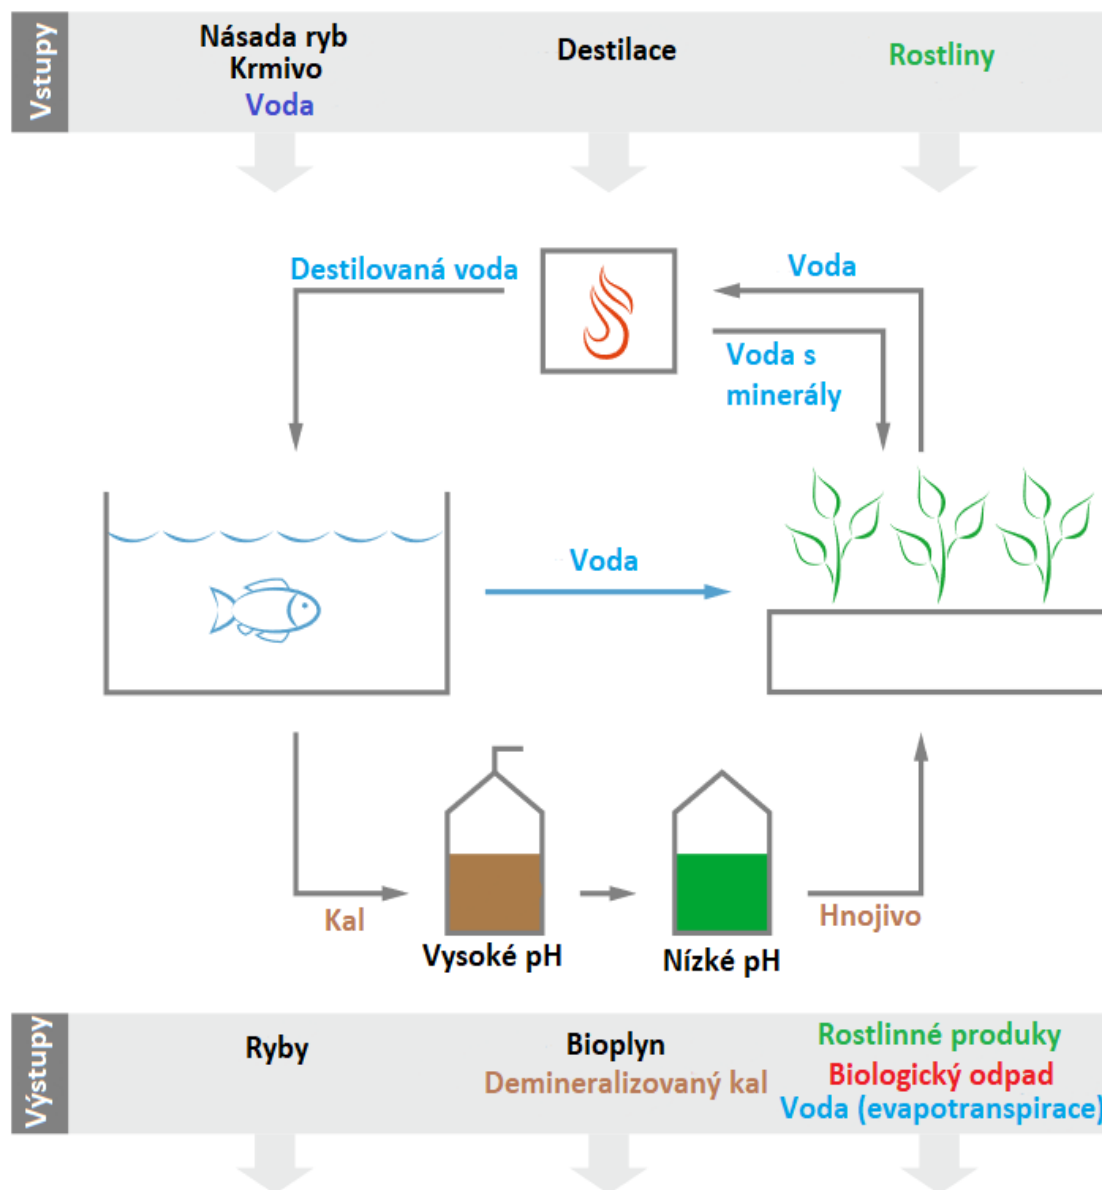 Vstupy
Násada ryb
Krmivo
Voda
Destilace
Rostliny
Destilovaná voda
Voda
Voda s
minerály
Voda
Kal
Vysoké pH
Nízké pH
Hnojivo
Výstupy
Ryby
Bioplyn
Demineralizovaný kal
Rostlinné produky
Biologický odpad
Voda (evapotranspirace)